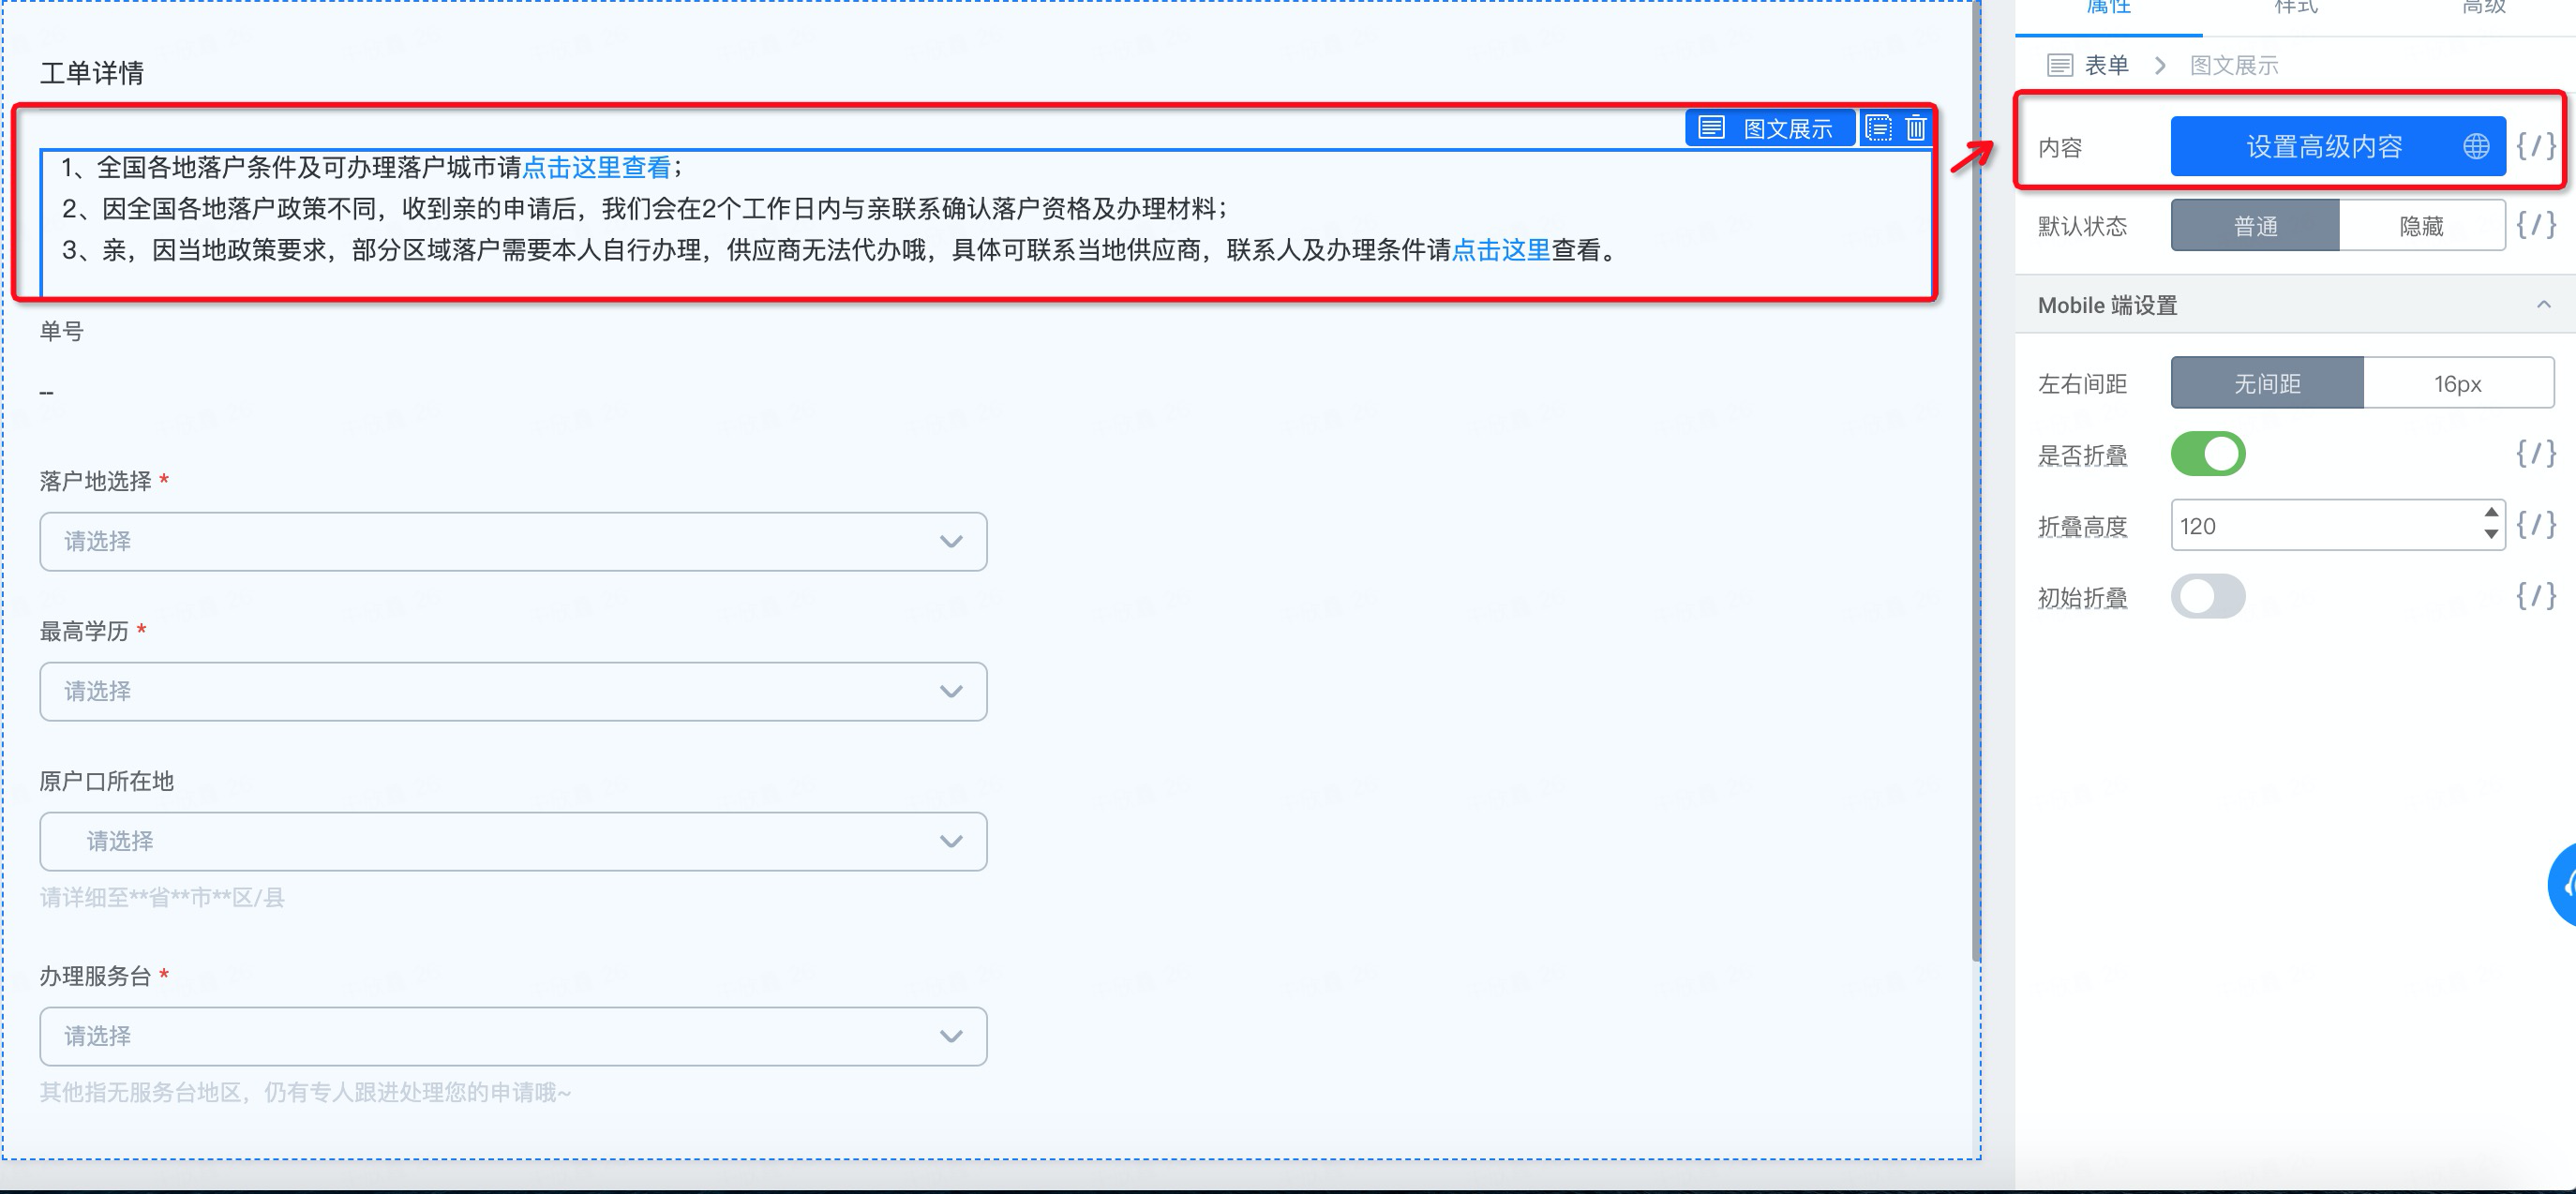 工单详情
图文展示
1、全国各地落户条件及可办理落户城市请点击这里查看；
2、因全国各地落户政策不同，收到亲的申请后，我们会在2个工作日内与亲联系确认落户资格及办理材料；
3、亲，因当地政策要求，部分区域落户需要本人自行办理，供应商无法代办哦，具体可联系当地供应商，联系人及办理条件请点击这里查看。
单号
--
落户地选择 *
请选择
最高学历 *
请选择
原户口所在地
请选择
请详细至**省**市**区/县
办理服务台 *
请选择
其他指无服务台地区，仍有专人跟进处理您的申请哦~
属性 样式 高级
表单 > 图文展示
内容 设置高级内容 {/}
默认状态 普通 隐藏 {/}
Mobile 端设置
左右间距 无间距 16px
是否折叠 {/}
折叠高度 120 {/}
初始折叠 {/}